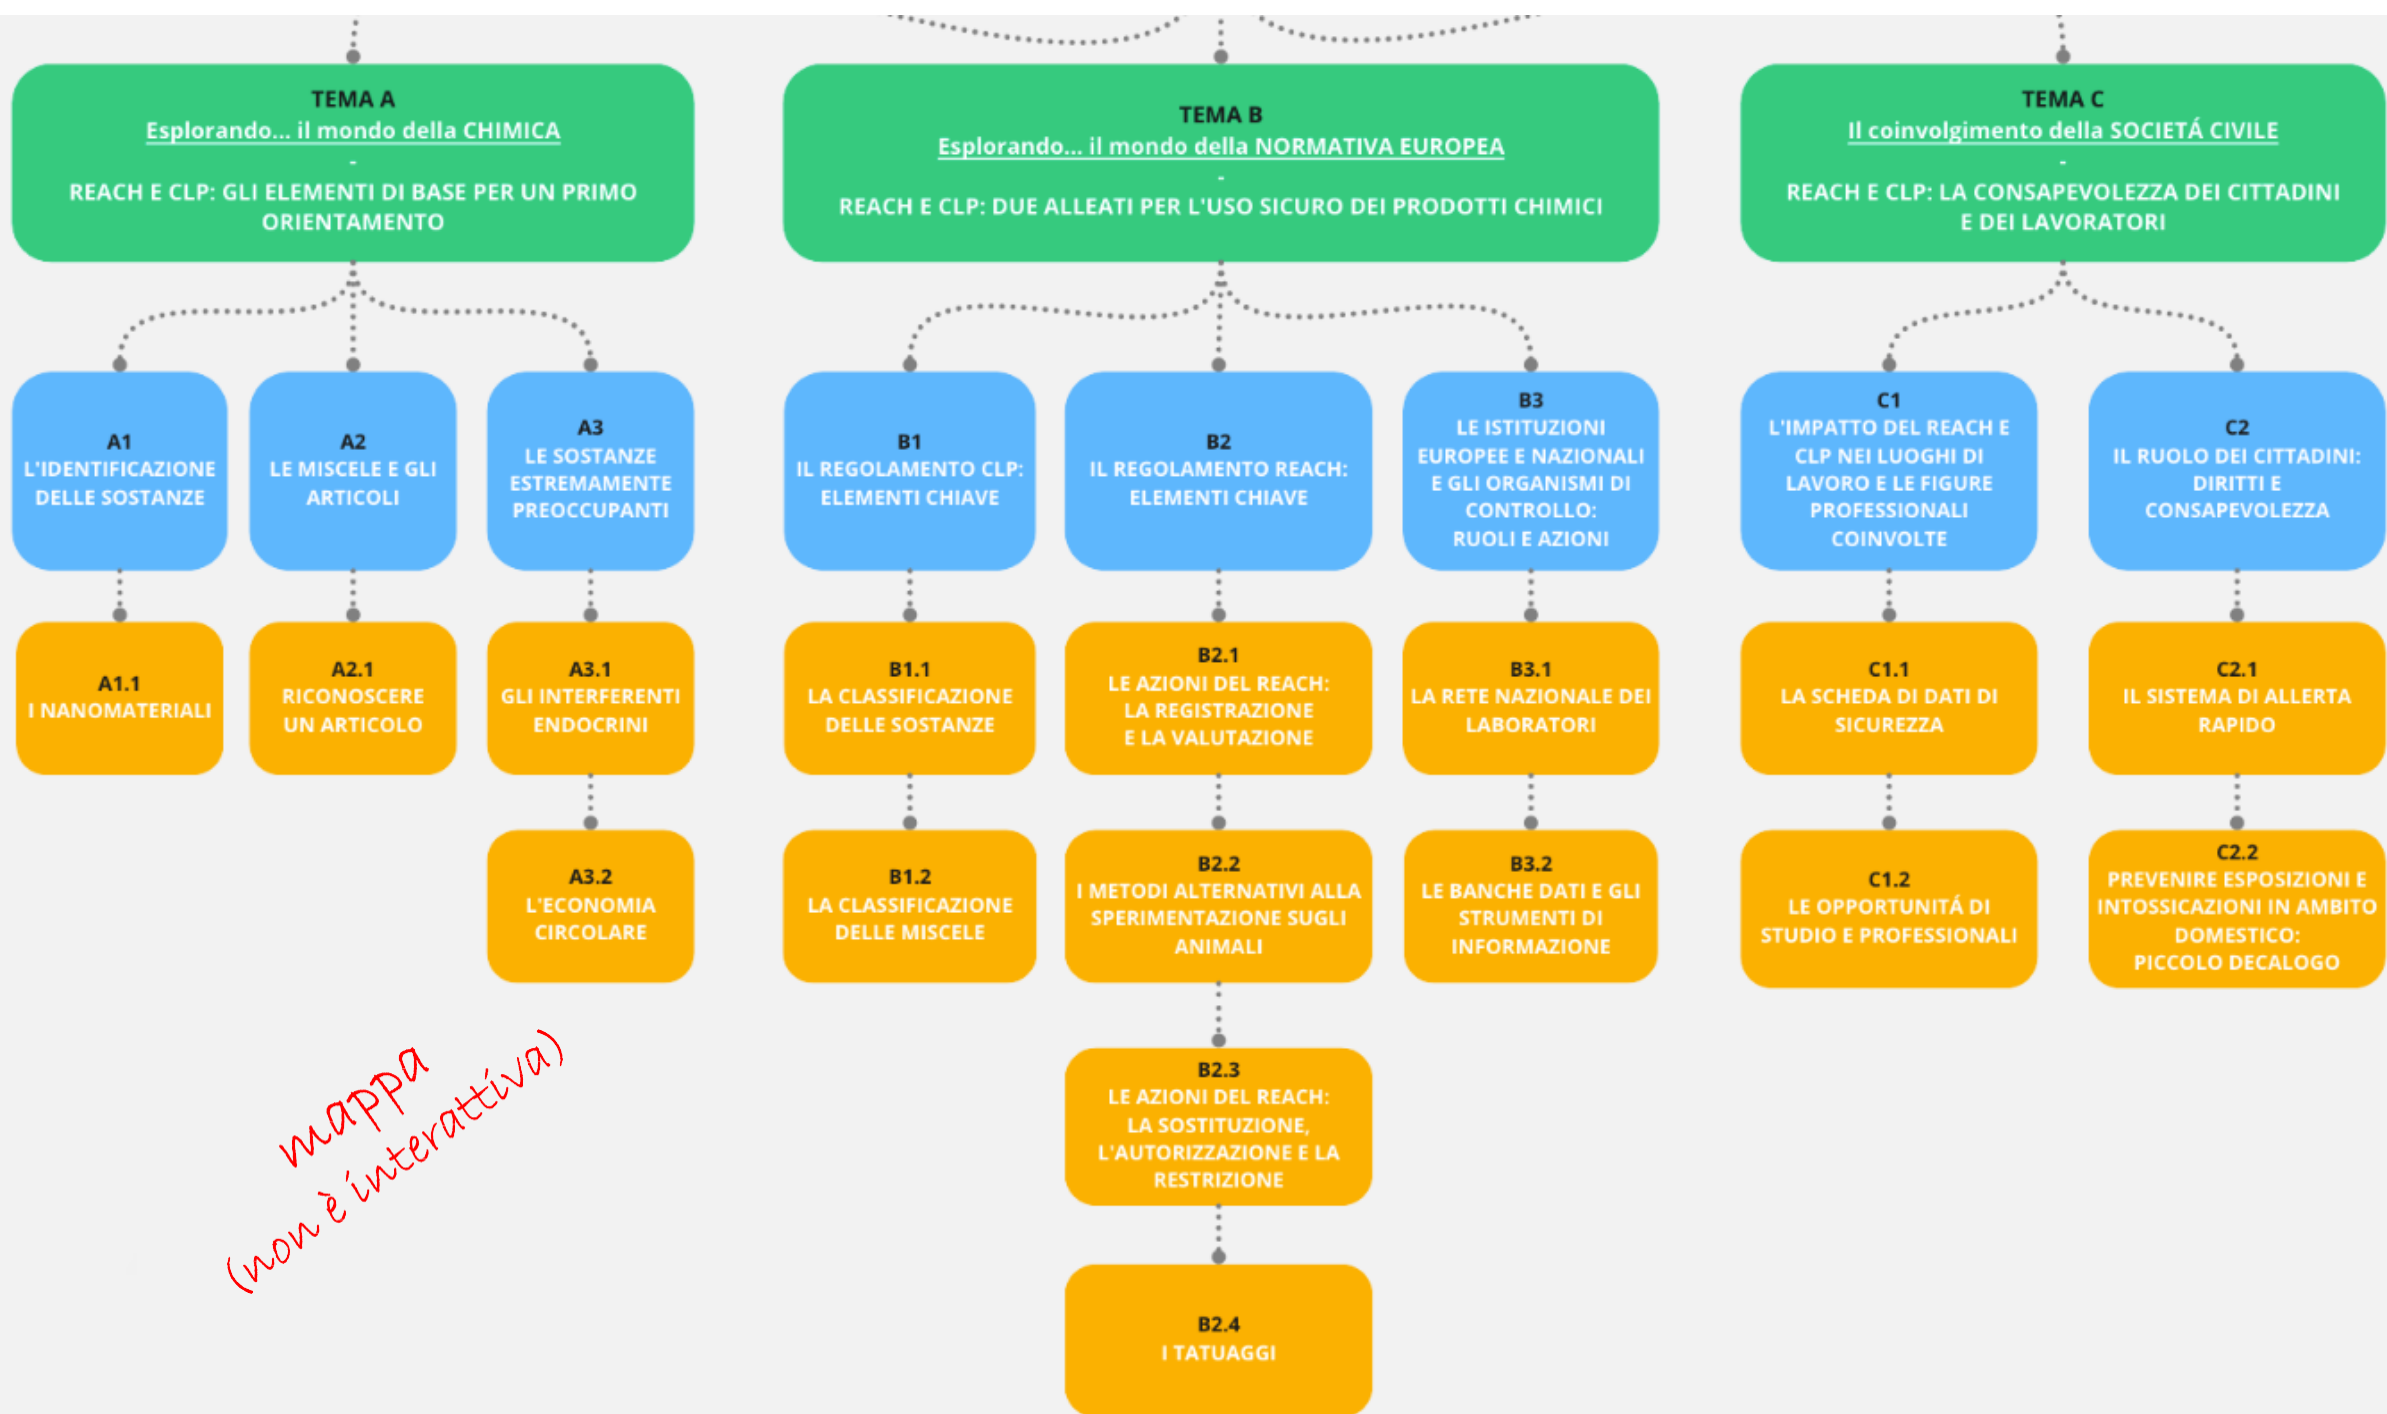 TEMA A
Esplorando... il mondo della CHIMICA
-
REACH E CLP: GLI ELEMENTI DI BASE PER UN PRIMO
ORIENTAMENTO
TEMA B
Esplorando... il mondo della NORMATIVA EUROPEA
-
REACH E CLP: DUE ALLEATI PER L'USO SICURO DEI PRODOTTI CHIMICI
TEMA C
Il coinvolgimento della SOCIETÁ CIVILE
-
REACH E CLP: LA CONSAPEVOLEZZA DEI CITTADINI
E DEI LAVORATORI
A1
L'IDENTIFICAZIONE
DELLE SOSTANZE
A2
LE MISCELE E GLI
ARTICOLI
A3
LE SOSTANZE
ESTREMAMENTE
PREOCCUPANTI
B1
IL REGOLAMENTO CLP:
ELEMENTI CHIAVE
B2
IL REGOLAMENTO REACH:
ELEMENTI CHIAVE
B3
LE ISTITUZIONI
EUROPEE E NAZIONALI
E GLI ORGANISMI DI
CONTROLLO:
RUOLI E AZIONI
C1
L'IMPATTO DEL REACH E
CLP NEI LUOGHI DI
LAVORO E LE FIGURE
PROFESSIONALI
COINVOLTE
C2
IL RUOLO DEI CITTADINI:
DIRITTI E
CONSAPEVOLEZZA
A1.1
I NANOMATERIALI
A2.1
RICONOSCERE
UN ARTICOLO
A3.1
GLI INTERFERENTI
ENDOCRINI
B1.1
LA CLASSIFICAZIONE
DELLE SOSTANZE
B2.1
LE AZIONI DEL REACH:
LA REGISTRAZIONE
E LA VALUTAZIONE
B3.1
LA RETE NAZIONALE DEI
LABORATORI
C1.1
LA SCHEDA DI DATI DI
SICUREZZA
C2.1
IL SISTEMA DI ALLERTA
RAPIDO
A3.2
L'ECONOMIA
CIRCOLARE
B1.2
LA CLASSIFICAZIONE
DELLE MISCELE
B2.2
I METODI ALTERNATIVI ALLA
SPERIMENTAZIONE SUGLI
ANIMALI
B3.2
LE BANCHE DATI E GLI
STRUMENTI DI
INFORMAZIONE
C1.2
LE OPPORTUNITÁ DI
STUDIO E PROFESSIONALI
C2.2
PREVENIRE ESPOSIZIONI E
INTOSSICAZIONI IN AMBITO
DOMESTICO:
PICCOLO DECALOGO
B2.3
LE AZIONI DEL REACH:
LA SOSTITUZIONE,
L'AUTORIZZAZIONE E LA
RESTRIZIONE
B2.4
I TATUAGGI
mappa
(non è interattiva)